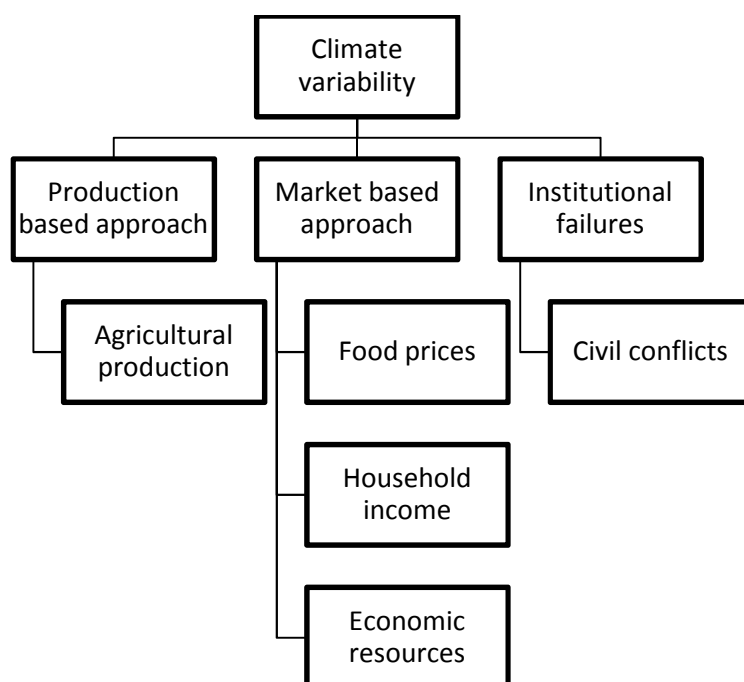 Climate
variability
Production
based approach
Market based
approach
Institutional
failures
Agricultural
production
Food prices
Civil conflicts
Household
income
Economic
resources